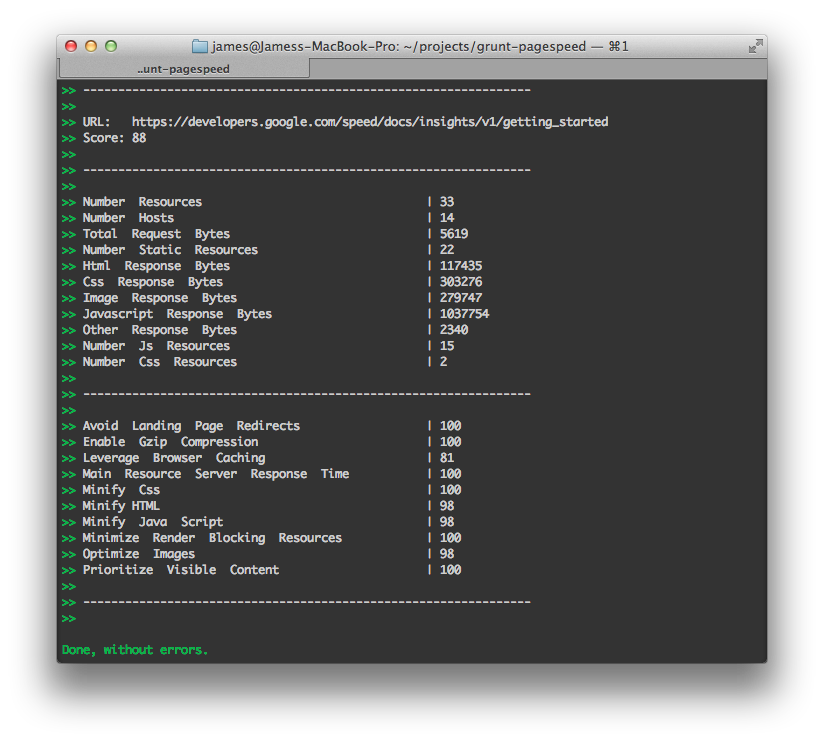 james@Jamess-MacBook-Pro: ~/projects/grunt-pagespeed — ⌘1
..unt-pagespeed
>> ----------------------------------------------------------------
>>
>> URL:   https://developers.google.com/speed/docs/insights/v1/getting_started
>> Score: 88
>>
>> ----------------------------------------------------------------
>>
>> Number  Resources                                | 33
>> Number  Hosts                                    | 14
>> Total  Request  Bytes                            | 5619
>> Number  Static  Resources                        | 22
>> Html  Response  Bytes                            | 117435
>> Css  Response  Bytes                             | 303276
>> Image  Response  Bytes                           | 279747
>> Javascript  Response  Bytes                      | 1037754
>> Other  Response  Bytes                           | 2340
>> Number  Js  Resources                            | 15
>> Number  Css  Resources                           | 2
>>
>> ----------------------------------------------------------------
>>
>> Avoid  Landing  Page  Redirects                  | 100
>> Enable  Gzip  Compression                        | 100
>> Leverage  Browser  Caching                       | 81
>> Main  Resource  Server  Response  Time           | 100
>> Minify  Css                                      | 100
>> Minify HTML                                      | 98
>> Minify  Java  Script                             | 98
>> Minimize  Render  Blocking  Resources            | 100
>> Optimize  Images                                 | 98
>> Prioritize  Visible  Content                     | 100
>>
>> ----------------------------------------------------------------
>>
Done, without errors.